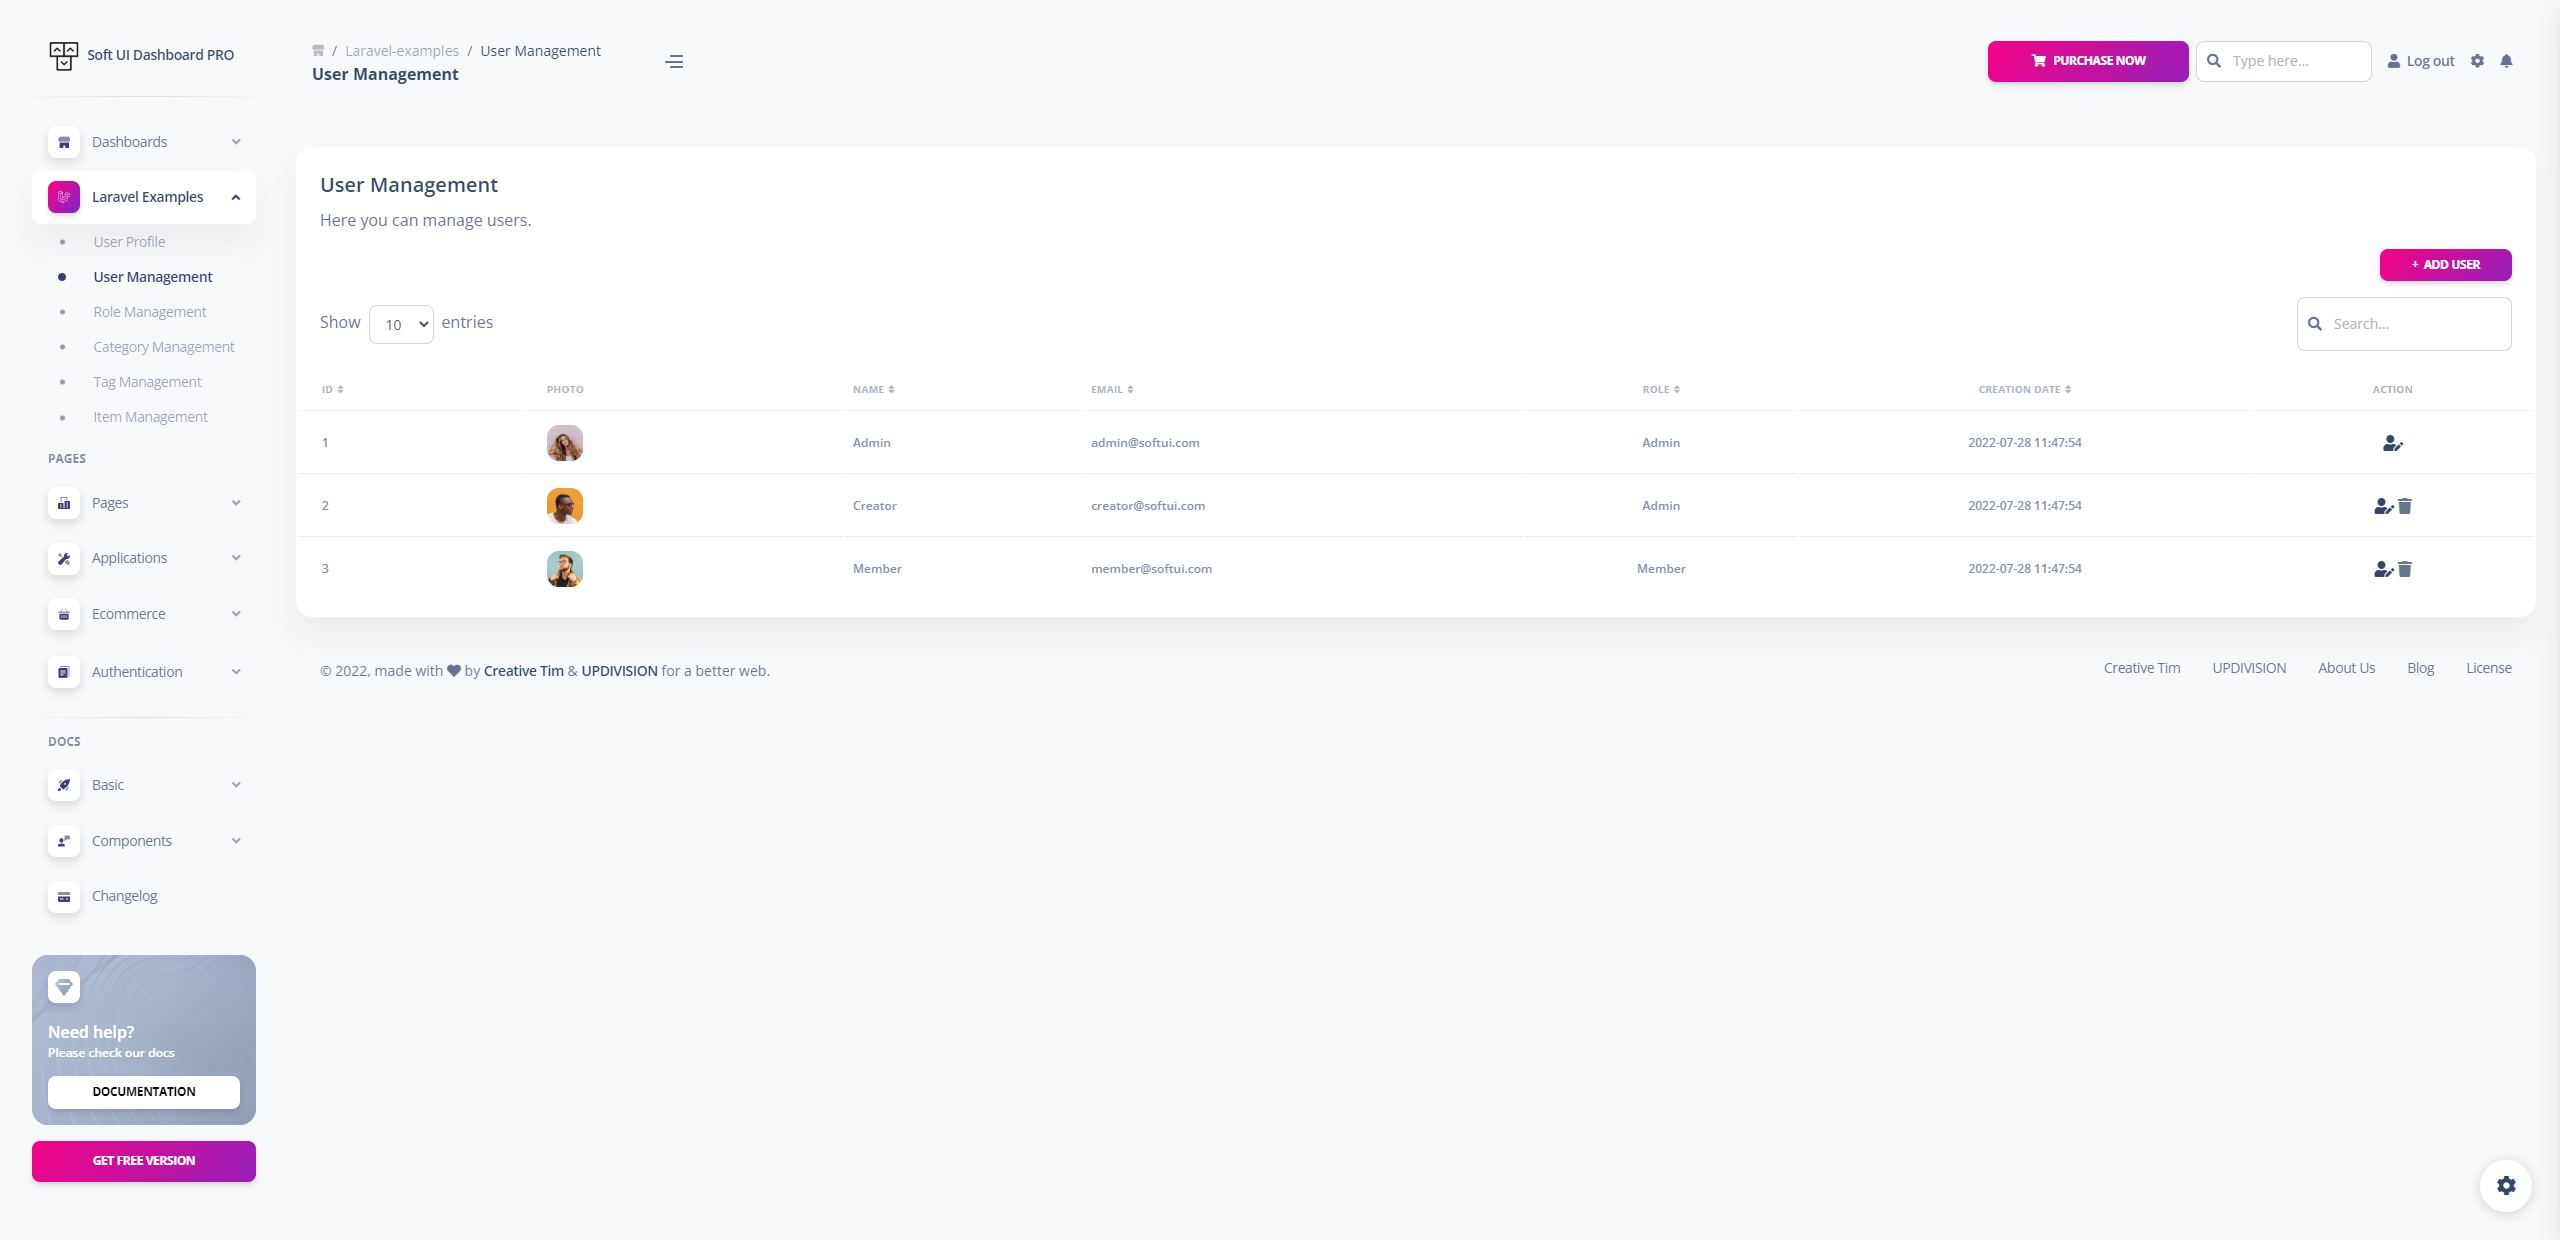 Soft UI Dashboard PRO
Dashboards
Laravel Examples
User Profile
User Management
Role Management
Category Management
Tag Management
Item Management
PAGES
Pages
Applications
Ecommerce
Authentication
DOCS
Basic
Components
Changelog
Need help?
Please check our docs
DOCUMENTATION
GET FREE VERSION
/ Laravel-examples / User Management
User Management
PURCHASE NOW
Type here...
Log out
User Management
Here you can manage users.
+ ADD USER
Show 10 entries
Search...
ID PHOTO NAME EMAIL ROLE CREATION DATE ACTION
1 Admin admin@softui.com Admin 2022-07-28 11:47:54
2 Creator creator@softui.com Admin 2022-07-28 11:47:54
3 Member member@softui.com Member 2022-07-28 11:47:54
© 2022, made with by Creative Tim & UPDIVISION for a better web.
Creative Tim UPDIVISION About Us Blog License